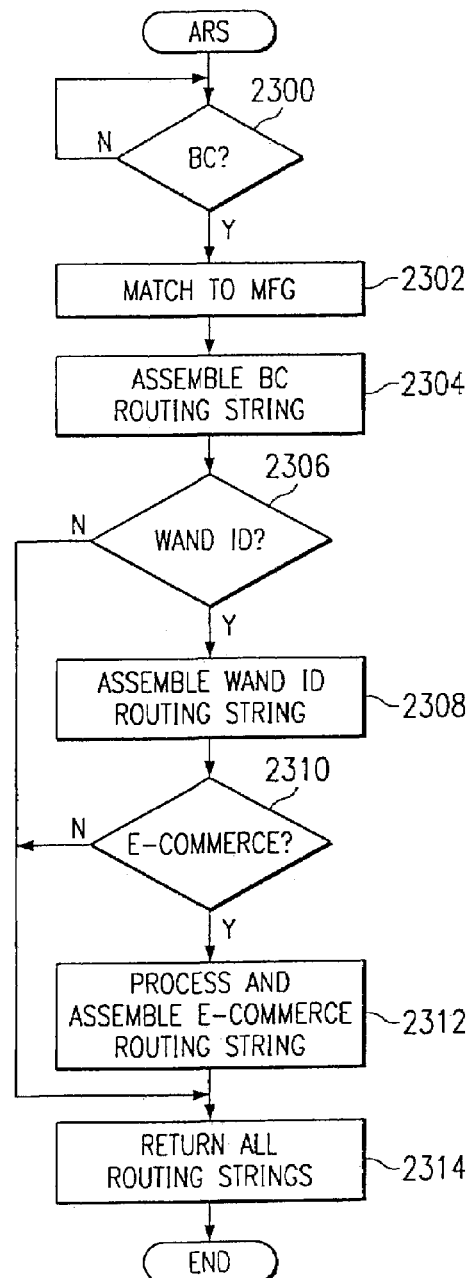 ARS
2300
N
BC?
Y
2302
MATCH TO MFG
ASSEMBLE BC
ROUTING STRING
2304
2306
N
WAND ID?
Y
ASSEMBLE WAND ID
ROUTING STRING
2308
2310
N
E-COMMERCE?
Y
PROCESS AND
ASSEMBLE E-COMMERCE
ROUTING STRING
2312
RETURN ALL
ROUTING STRINGS
2314
END